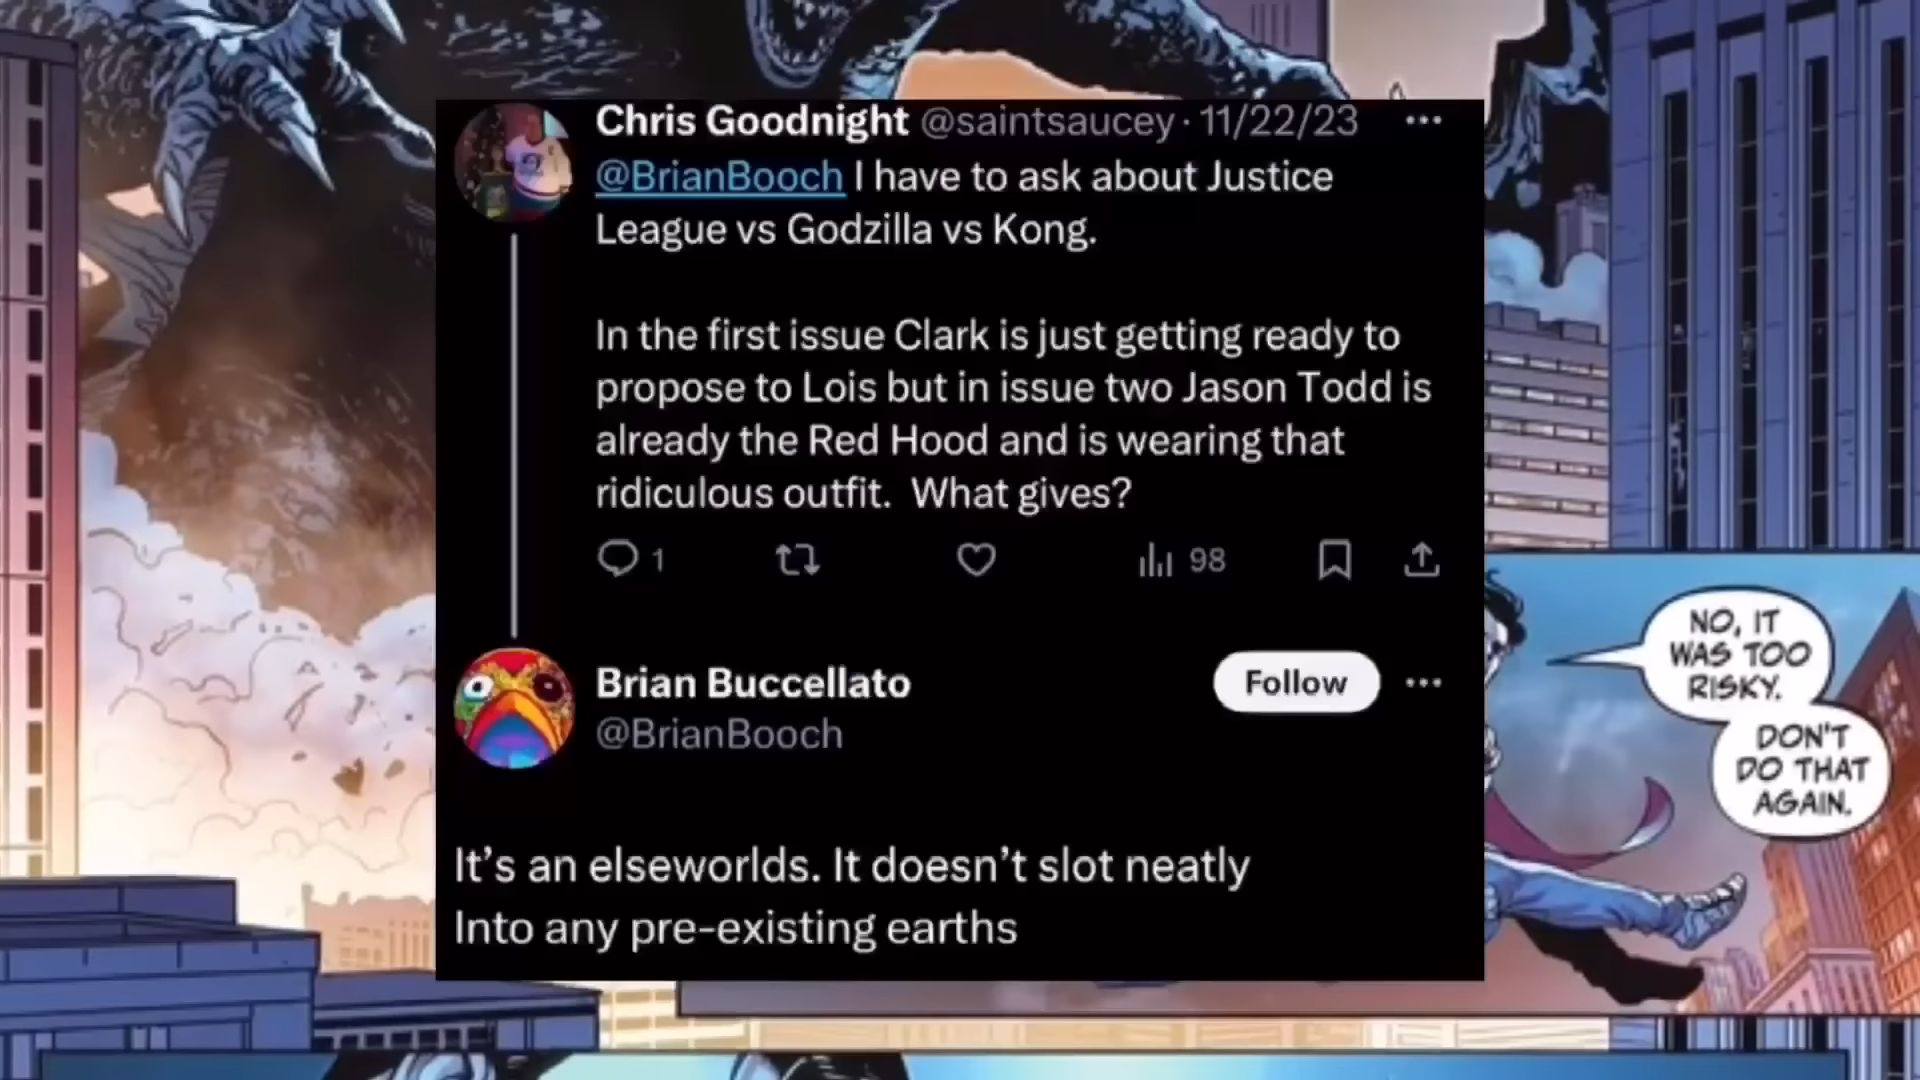 Chris Goodnight @saintsaucey · 11/22/23
@BrianBooch I have to ask about Justice
League vs Godzilla vs Kong.
In the first issue Clark is just getting ready to
propose to Lois but in issue two Jason Todd is
already the Red Hood and is wearing that
ridiculous outfit.  What gives?
1 98
Brian Buccellato
@BrianBooch
Follow
It’s an elseworlds. It doesn’t slot neatly
Into any pre-existing earths
NO, IT
WAS TOO
RISKY.
DON'T
DO THAT
AGAIN.